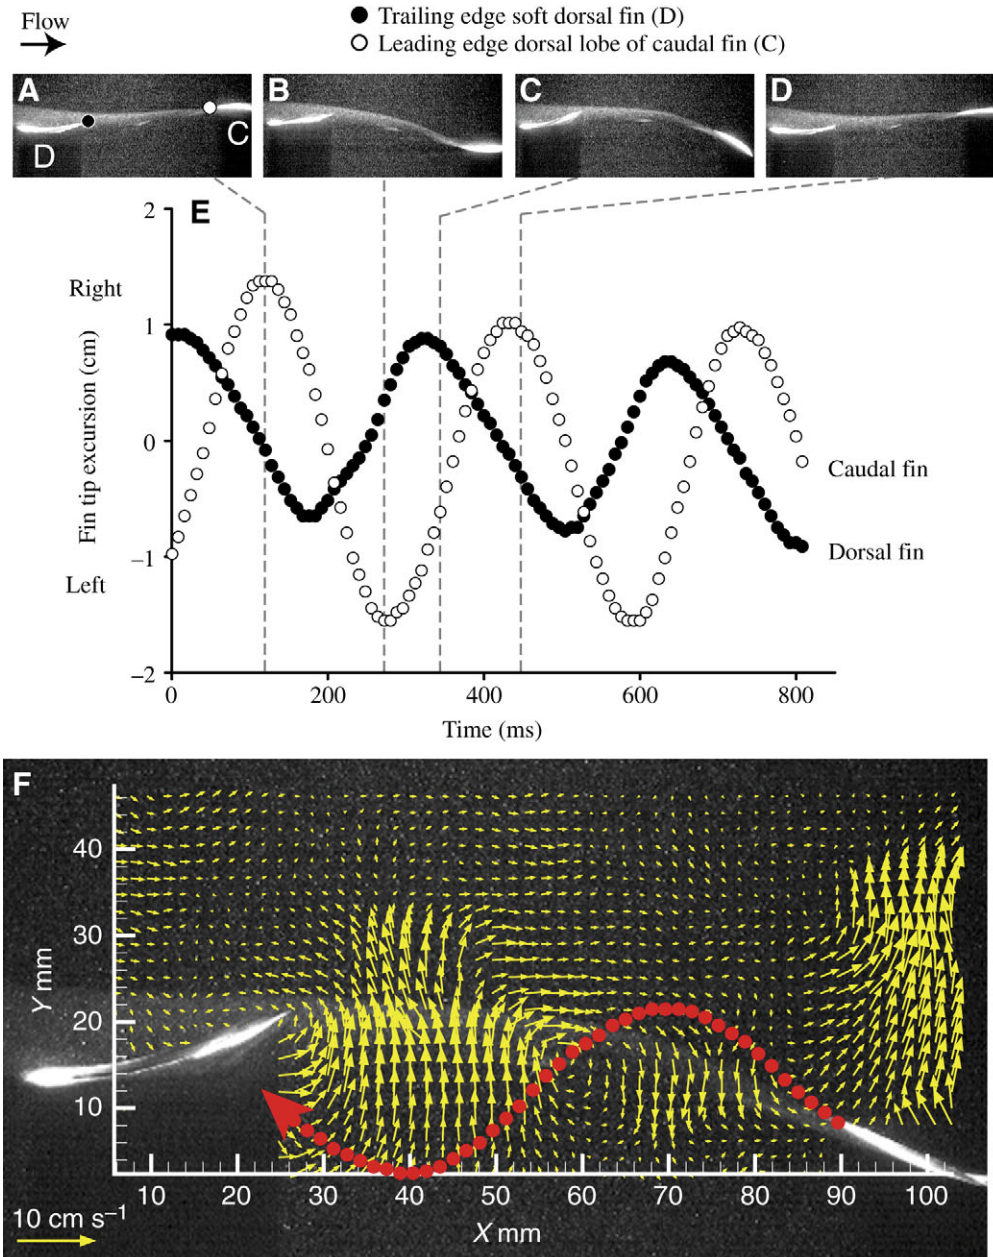 Flow
Trailing edge soft dorsal fin (D)
Leading edge dorsal lobe of caudal fin (C)
A
B
C
D
D
C
E
2
Right
1
Fin tip excursion (cm)
0
Caudal fin
Dorsal fin
−1
Left
−2
0 200 400 600 800
Time (ms)
F
40
30
Y mm
20
10
10 20 30 40 50 60 70 80 90 100
10 cm s⁻¹
X mm